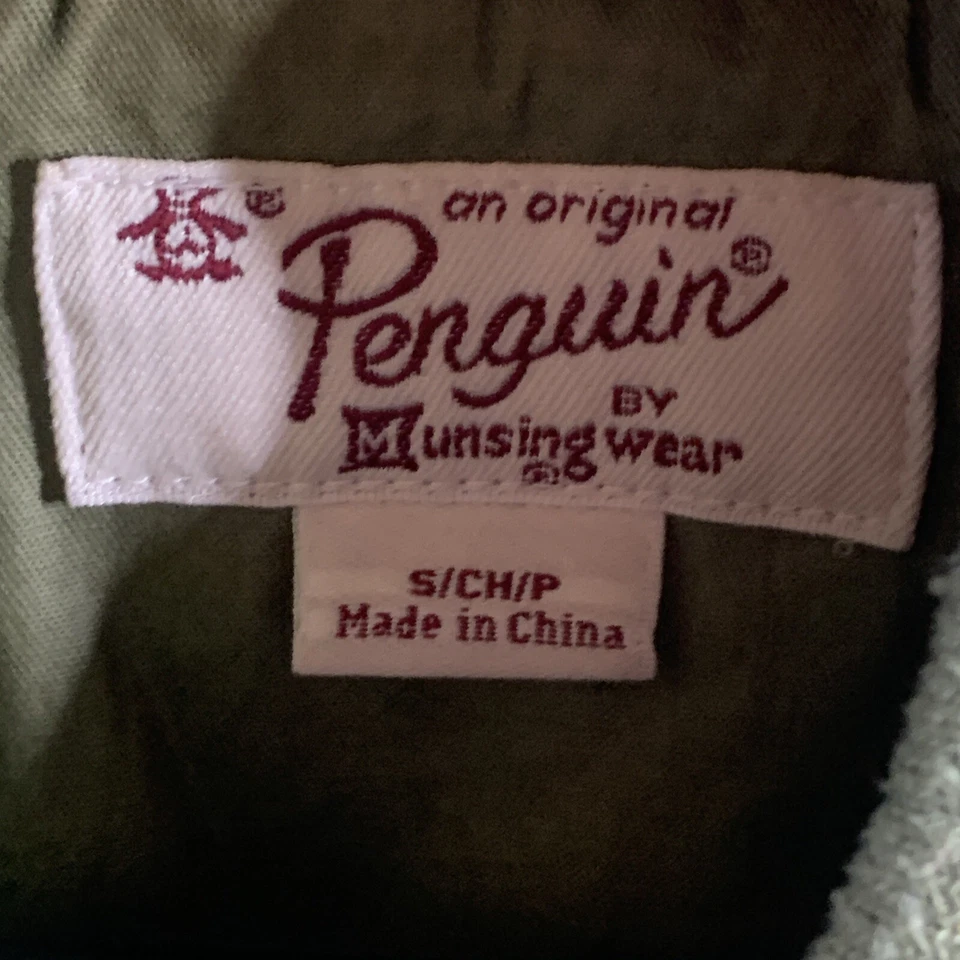 ®
an original
Penguin®
BY
Munsingwear
®
S/CH/P
Made in China